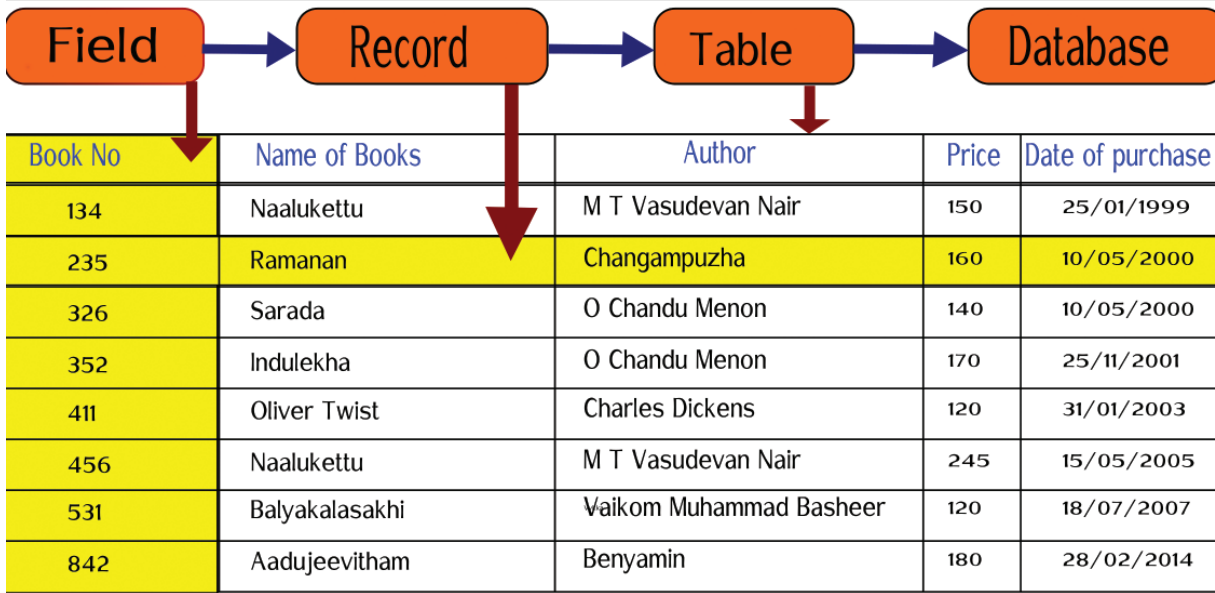 Field Record Table Database
Book No Name of Books Author Price Date of purchase
134 Naalukettu M T Vasudevan Nair 150 25/01/1999
235 Ramanan Changampuzha 160 10/05/2000
326 Sarada O Chandu Menon 140 10/05/2000
352 Indulekha O Chandu Menon 170 25/11/2001
411 Oliver Twist Charles Dickens 120 31/01/2003
456 Naalukettu M T Vasudevan Nair 245 15/05/2005
531 Balyakalasakhi Vaikom Muhammad Basheer 120 18/07/2007
842 Aadujeevitham Benyamin 180 28/02/2014